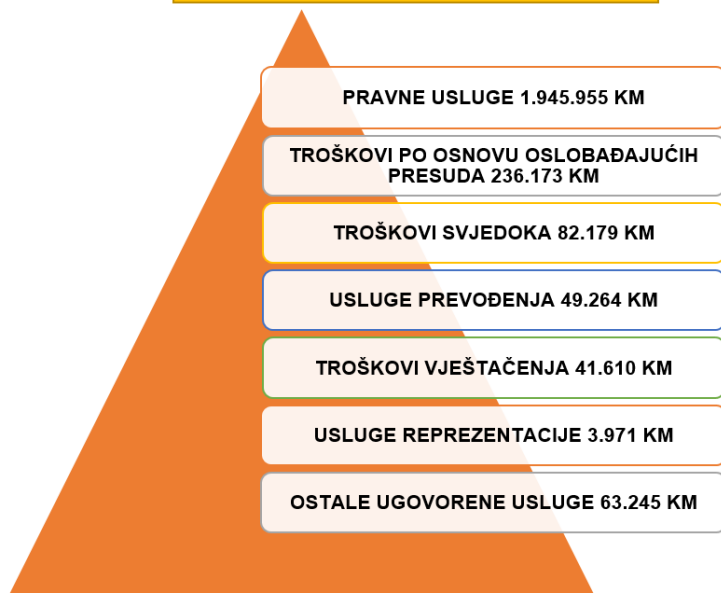 PRAVNE USLUGE 1.945.955 KM
TROŠKOVI PO OSNOVU OSLOBAĐAJUĆIH
PRESUDA 236.173 KM
TROŠKOVI SVJEDOKA 82.179 KM
USLUGE PREVOĐENJA 49.264 KM
TROŠKOVI VJEŠTAČENJA 41.610 KM
USLUGE REPREZENTACIJE 3.971 KM
OSTALE UGOVORENE USLUGE 63.245 KM